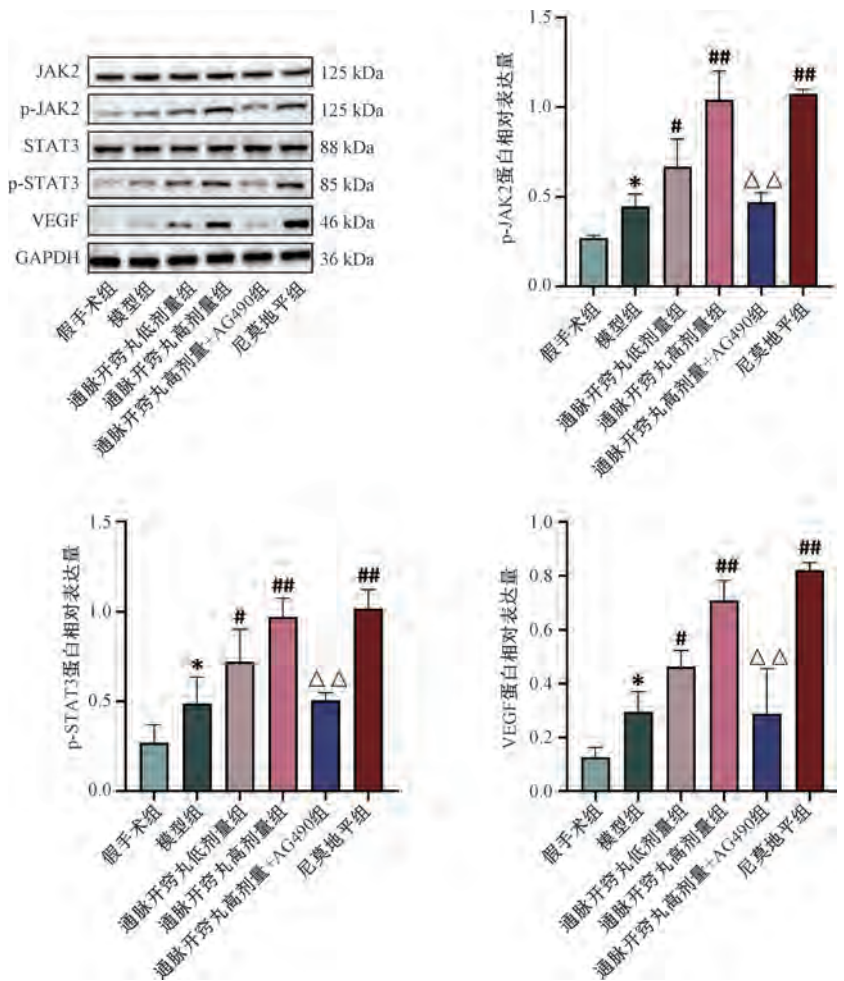 JAK2 125 kDa
p-JAK2 125 kDa
STAT3 88 kDa
p-STAT3 85 kDa
VEGF 46 kDa
GAPDH 36 kDa
假手术组
模型组
通脉开窍丸低剂量组
通脉开窍丸高剂量组
通脉开窍丸高剂量+AG490组
尼莫地平组
p-JAK2蛋白相对表达量
1.5
1.0
0.5
0.0
*
#
##
△△
##
假手术组
模型组
通脉开窍丸低剂量组
通脉开窍丸高剂量组
通脉开窍丸高剂量+AG490组
尼莫地平组
p-STAT3蛋白相对表达量
1.5
1.0
0.5
0.0
*
#
##
△△
##
假手术组
模型组
通脉开窍丸低剂量组
通脉开窍丸高剂量组
通脉开窍丸高剂量+AG490组
尼莫地平组
VEGF蛋白相对表达量
1.0
0.8
0.6
0.4
0.2
0.0
*
#
##
△△
##
假手术组
模型组
通脉开窍丸低剂量组
通脉开窍丸高剂量组
通脉开窍丸高剂量+AG490组
尼莫地平组